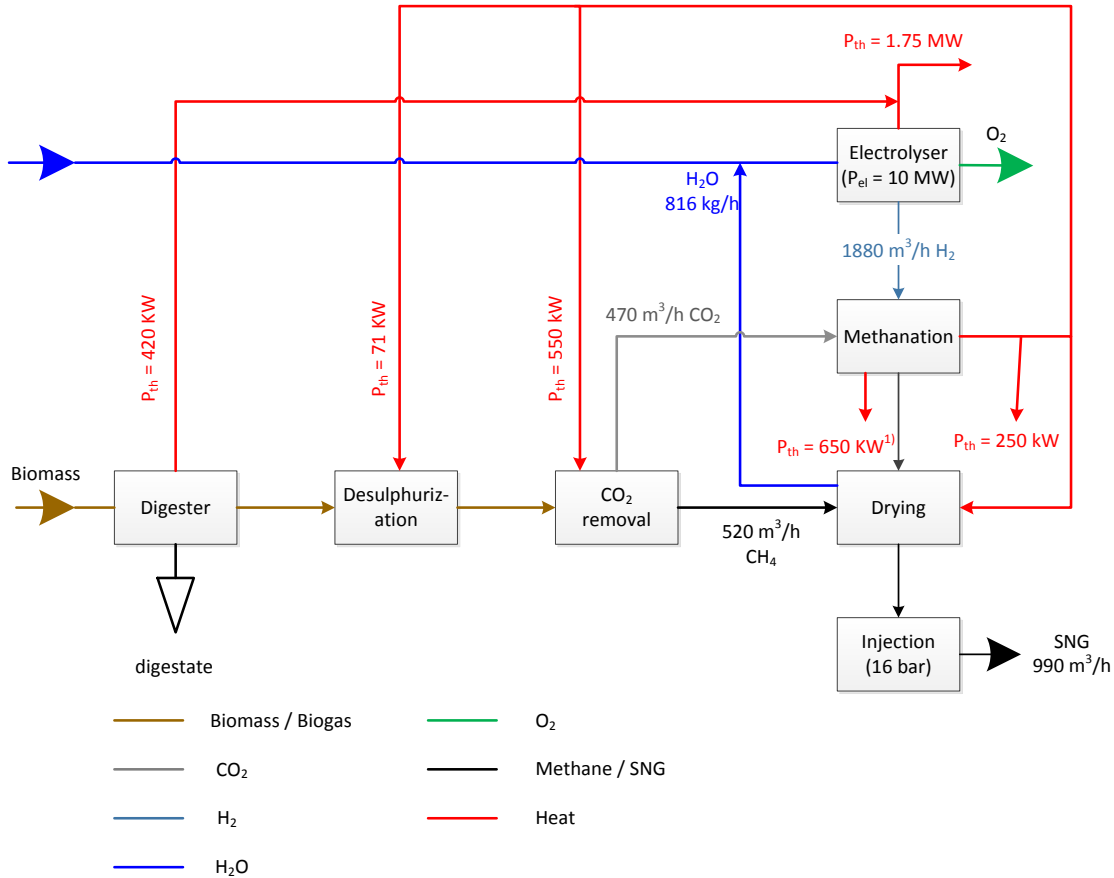 Pth = 1.75 MW
O2
Electrolyser
(Pel = 10 MW)
H2O
816 kg/h
1880 m3/h H2
470 m3/h CO2
Methanation
Pth = 420 KW
Pth = 71 KW
Pth = 550 KW
Pth = 650 KW1)
Pth = 250 kW
Biomass
Digester
Desulphuriz-
ation
CO2
removal
Drying
520 m3/h
CH4
digestate
Injection
(16 bar)
SNG
990 m3/h
Biomass / Biogas
O2
CO2
Methane / SNG
H2
Heat
H2O